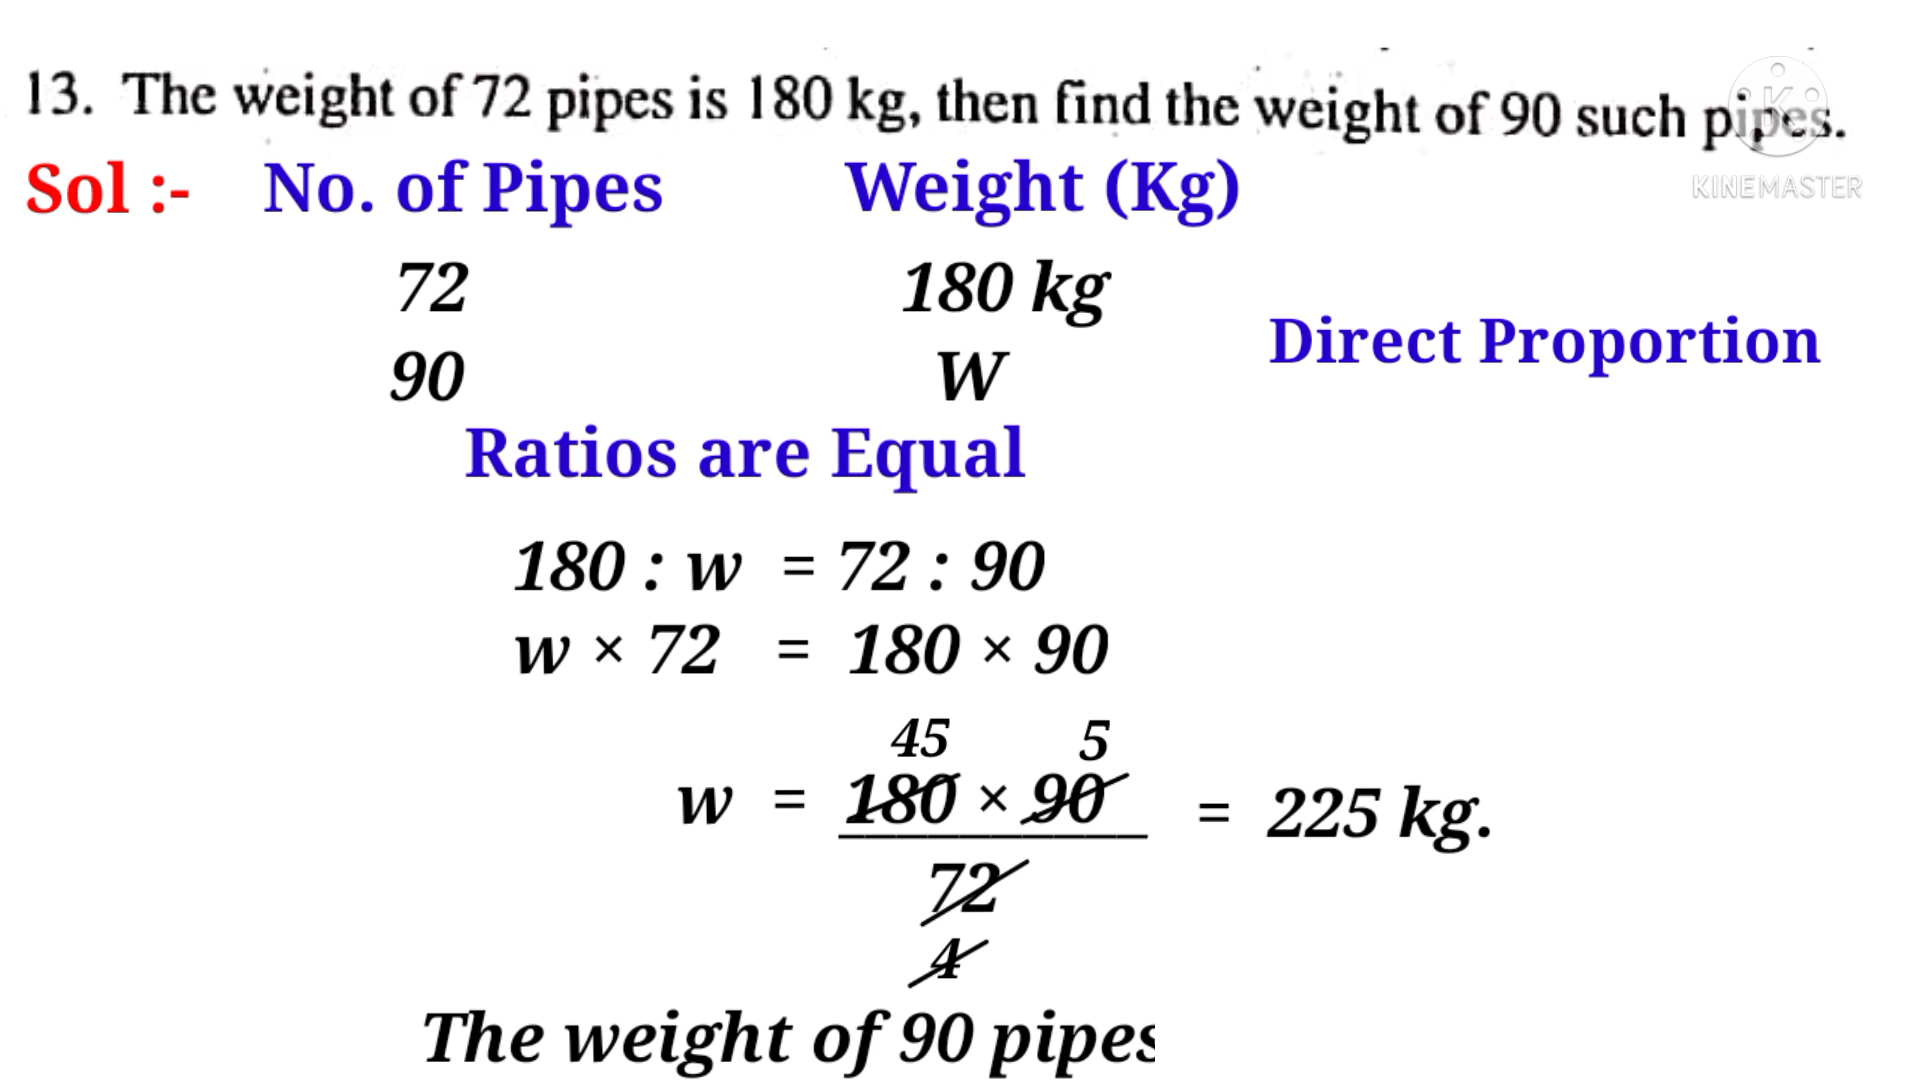 13. The weight of 72 pipes is 180 kg, then find the weight of 90 such pipes.
KINEMASTER
Sol :- No. of Pipes Weight (Kg)
72 180 kg
Direct Proportion
90 W
Ratios are Equal
180 : w = 72 : 90
w × 72 = 180 × 90
45 5
w = 180 × 90 = 225 kg.
72
4
The weight of 90 pipes